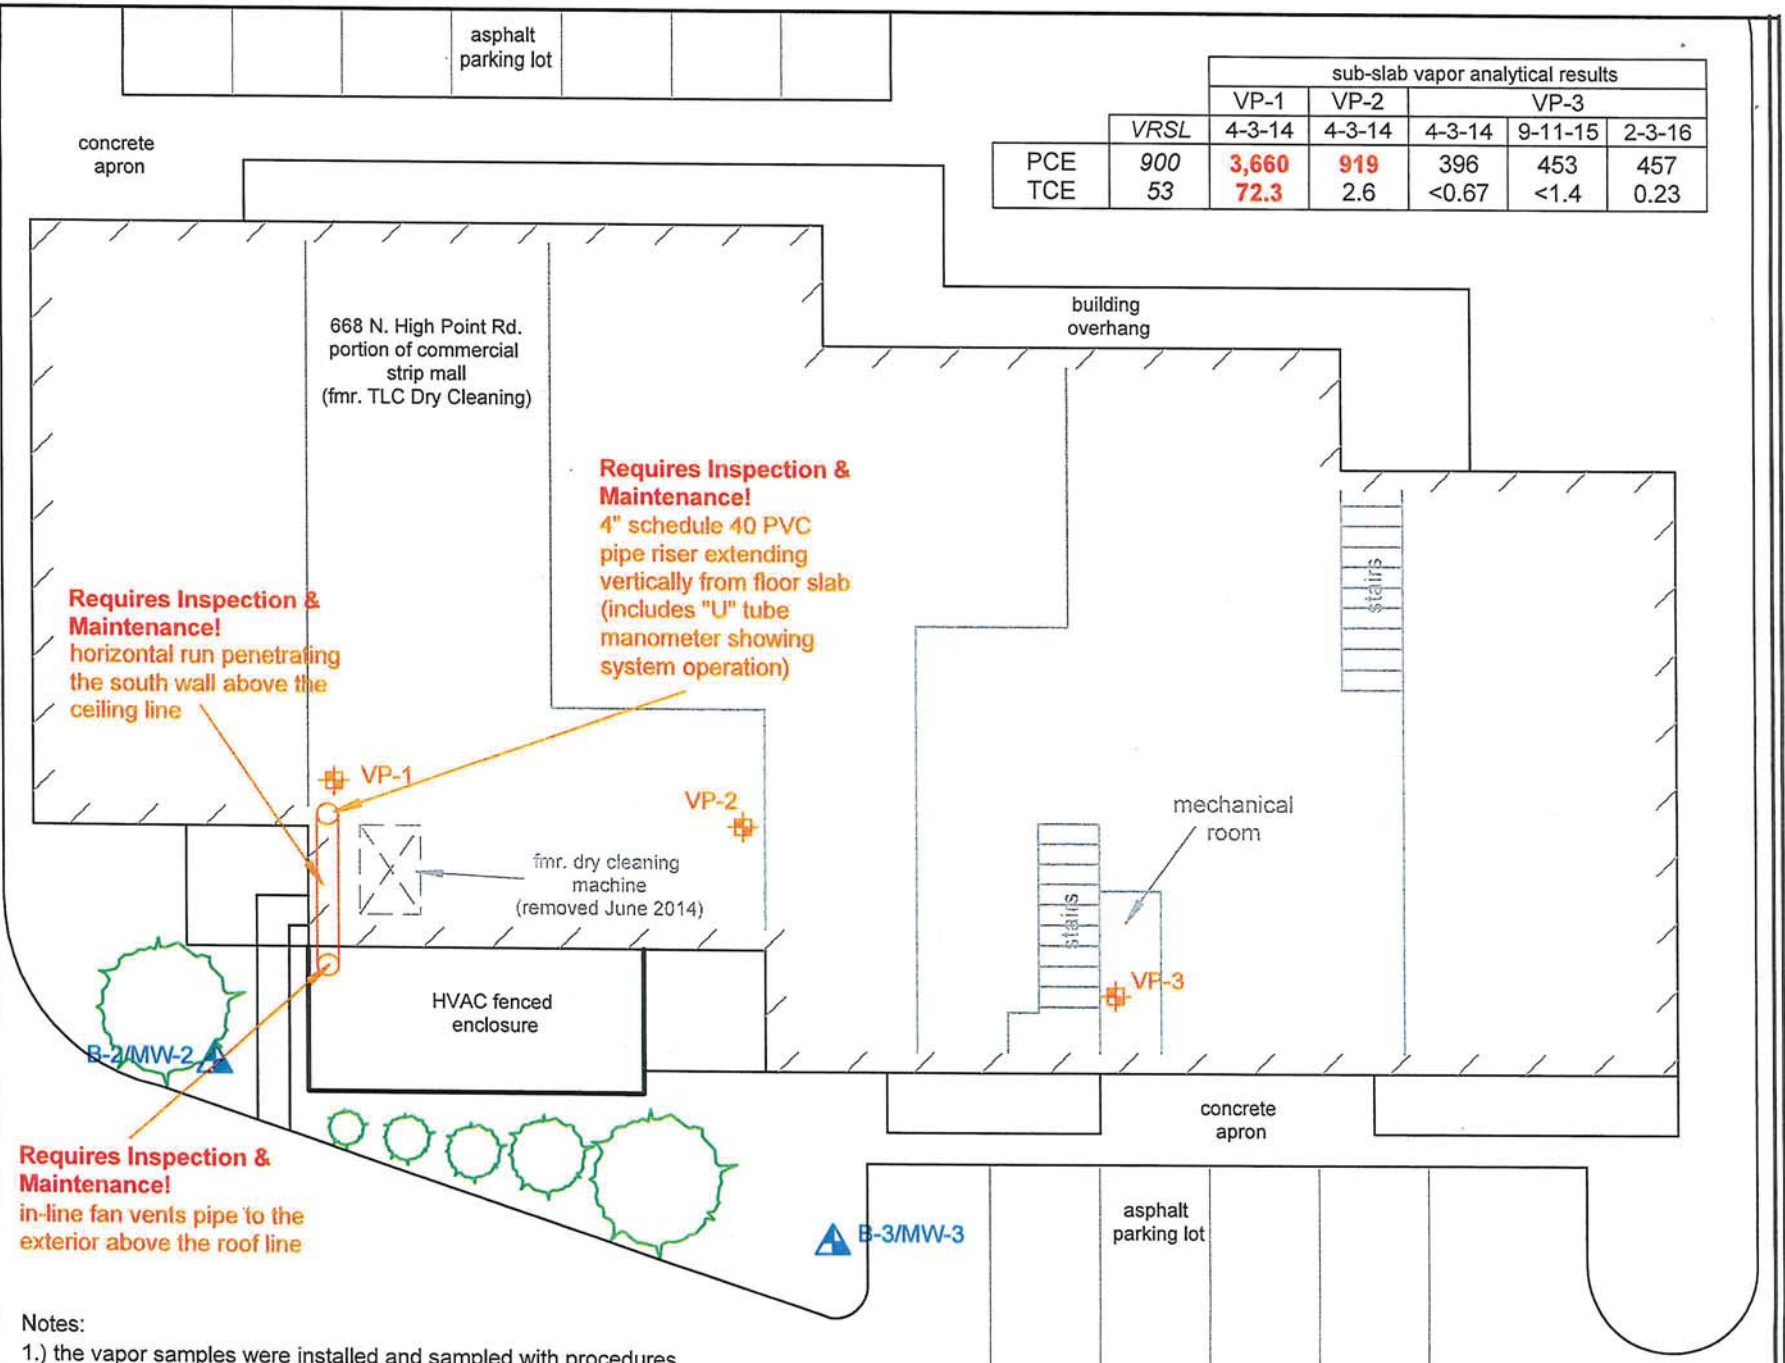 asphalt
parking lot
sub-slab vapor analytical results
VP-1 VP-2 VP-3
VRSL 4-3-14 4-3-14 4-3-14 9-11-15 2-3-16
PCE 900 3,660 919 396 453 457
TCE 53 72.3 2.6 <0.67 <1.4 0.23
concrete
apron
building
overhang
668 N. High Point Rd.
portion of commercial
strip mall
(fmr. TLC Dry Cleaning)
Requires Inspection &
Maintenance!
4" schedule 40 PVC
pipe riser extending
vertically from floor slab
(includes "U" tube
manometer showing
system operation)
stairs
Requires Inspection &
Maintenance!
horizontal run penetrating
the south wall above the
ceiling line
VP-1
VP-2
mechanical
room
fmr. dry cleaning
machine
(removed June 2014)
stairs
VP-3
HVAC fenced
enclosure
B-2/MW-2
concrete
apron
Requires Inspection &
Maintenance!
in-line fan vents pipe to the
exterior above the roof line
asphalt
parking lot
B-3/MW-3
Notes:
1.) the vapor samples were installed and sampled with procedures